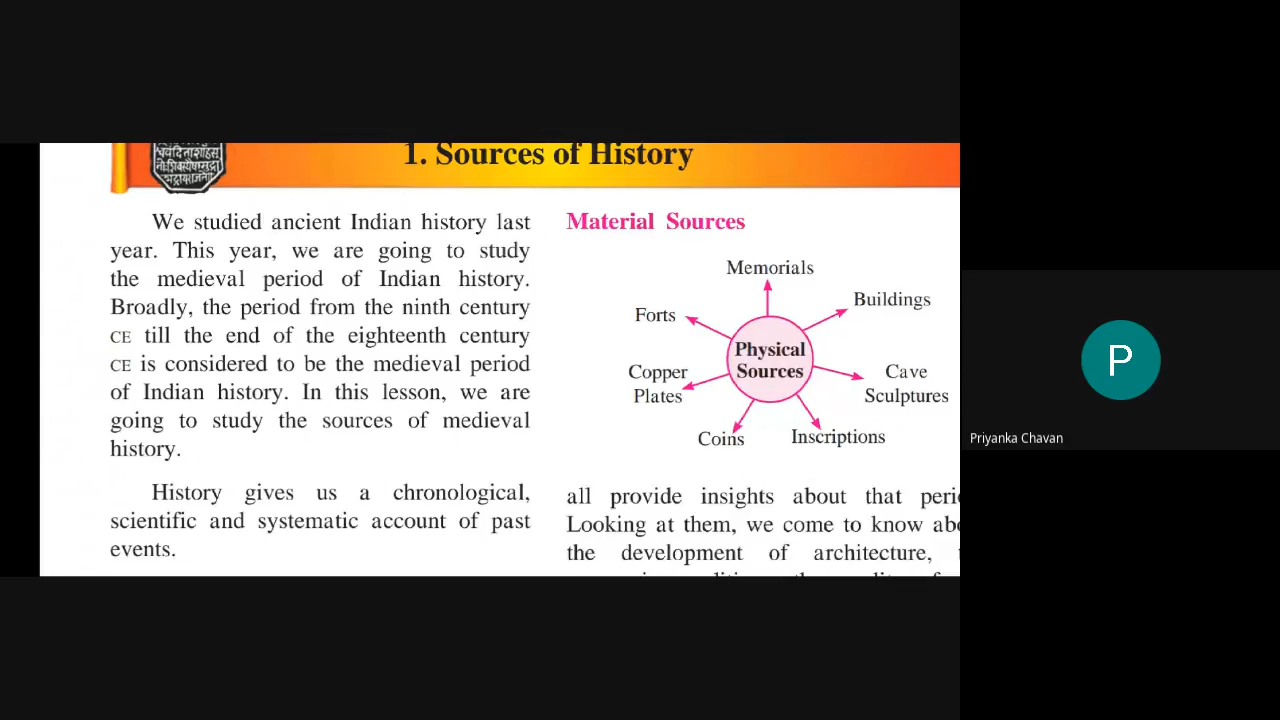 1. Sources of History
We studied ancient Indian history last
year. This year, we are going to study
the medieval period of Indian history.
Broadly, the period from the ninth century
CE till the end of the eighteenth century
CE is considered to be the medieval period
of Indian history. In this lesson, we are
going to study the sources of medieval
history.
History gives us a chronological,
scientific and systematic account of past
events.
Material Sources
Memorials
Buildings
Forts
Physical
Sources
Copper
Plates
Cave
Sculptures
Coins
Inscriptions
all provide insights about that
Looking at them, we come to know
the development of architecture,
P
Priyanka Chavan